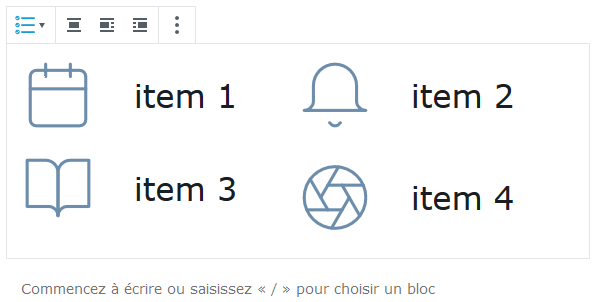 item 1
item 2
item 3
item 4
Commencez à écrire ou saisissez « / » pour choisir un bloc